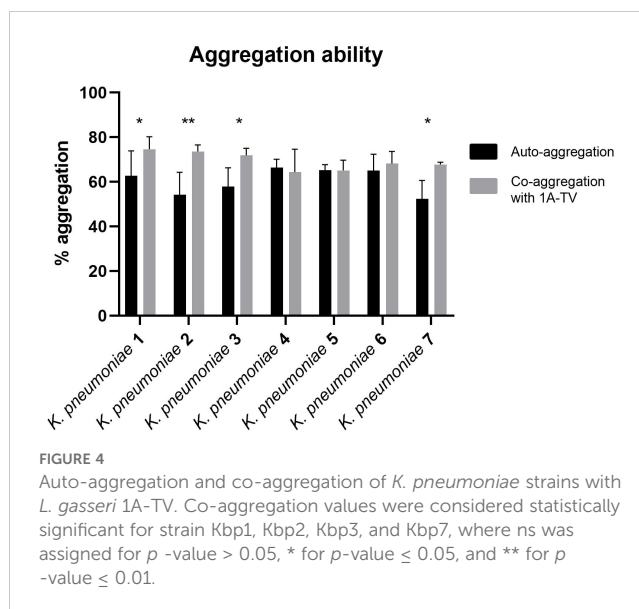 Aggregation ability
* ** * *
100
80
60
40
20
0
% aggregation
Auto-aggregation
Co-aggregation
with 1A-TV
K. pneumoniae 1
K. pneumoniae 2
K. pneumoniae 3
K. pneumoniae 4
K. pneumoniae 5
K. pneumoniae 6
K. pneumoniae 7
FIGURE 4
Auto-aggregation and co-aggregation of K. pneumoniae strains with
L. gasseri 1A-TV. Co-aggregation values were considered statistically
significant for strain Kbp1, Kbp2, Kbp3, and Kbp7, where ns was
assigned for p -value > 0.05, * for p-value ≤ 0.05, and ** for p
-value ≤ 0.01.